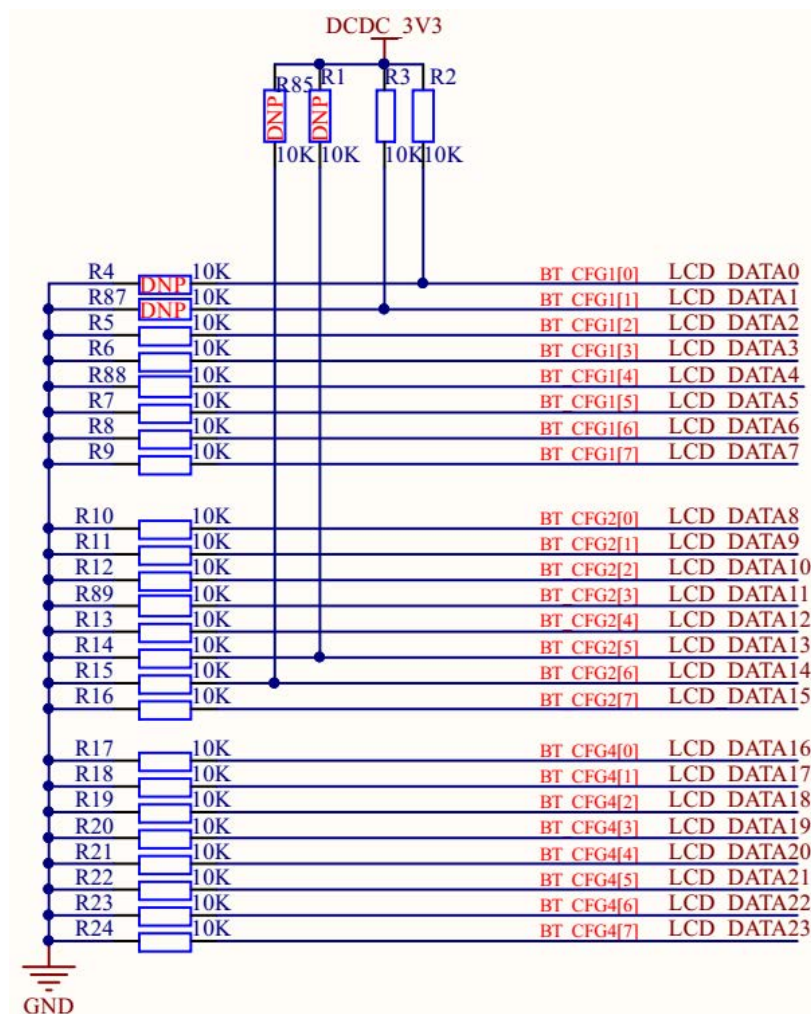 DCDC_3V3
R85 R1 R3 R2
DNP DNP
10K 10K 10K 10K
R4 DNP 10K BT_CFG1[0] LCD_DATA0
R87 DNP 10K BT_CFG1[1] LCD_DATA1
R5 10K BT_CFG1[2] LCD_DATA2
R6 10K BT_CFG1[3] LCD_DATA3
R88 10K BT_CFG1[4] LCD_DATA4
R7 10K BT_CFG1[5] LCD_DATA5
R8 10K BT_CFG1[6] LCD_DATA6
R9 10K BT_CFG1[7] LCD_DATA7
R10 10K BT_CFG2[0] LCD_DATA8
R11 10K BT_CFG2[1] LCD_DATA9
R12 10K BT_CFG2[2] LCD_DATA10
R89 10K BT_CFG2[3] LCD_DATA11
R13 10K BT_CFG2[4] LCD_DATA12
R14 10K BT_CFG2[5] LCD_DATA13
R15 10K BT_CFG2[6] LCD_DATA14
R16 10K BT_CFG2[7] LCD_DATA15
R17 10K BT_CFG4[0] LCD_DATA16
R18 10K BT_CFG4[1] LCD_DATA17
R19 10K BT_CFG4[2] LCD_DATA18
R20 10K BT_CFG4[3] LCD_DATA19
R21 10K BT_CFG4[4] LCD_DATA20
R22 10K BT_CFG4[5] LCD_DATA21
R23 10K BT_CFG4[6] LCD_DATA22
R24 10K BT_CFG4[7] LCD_DATA23
GND